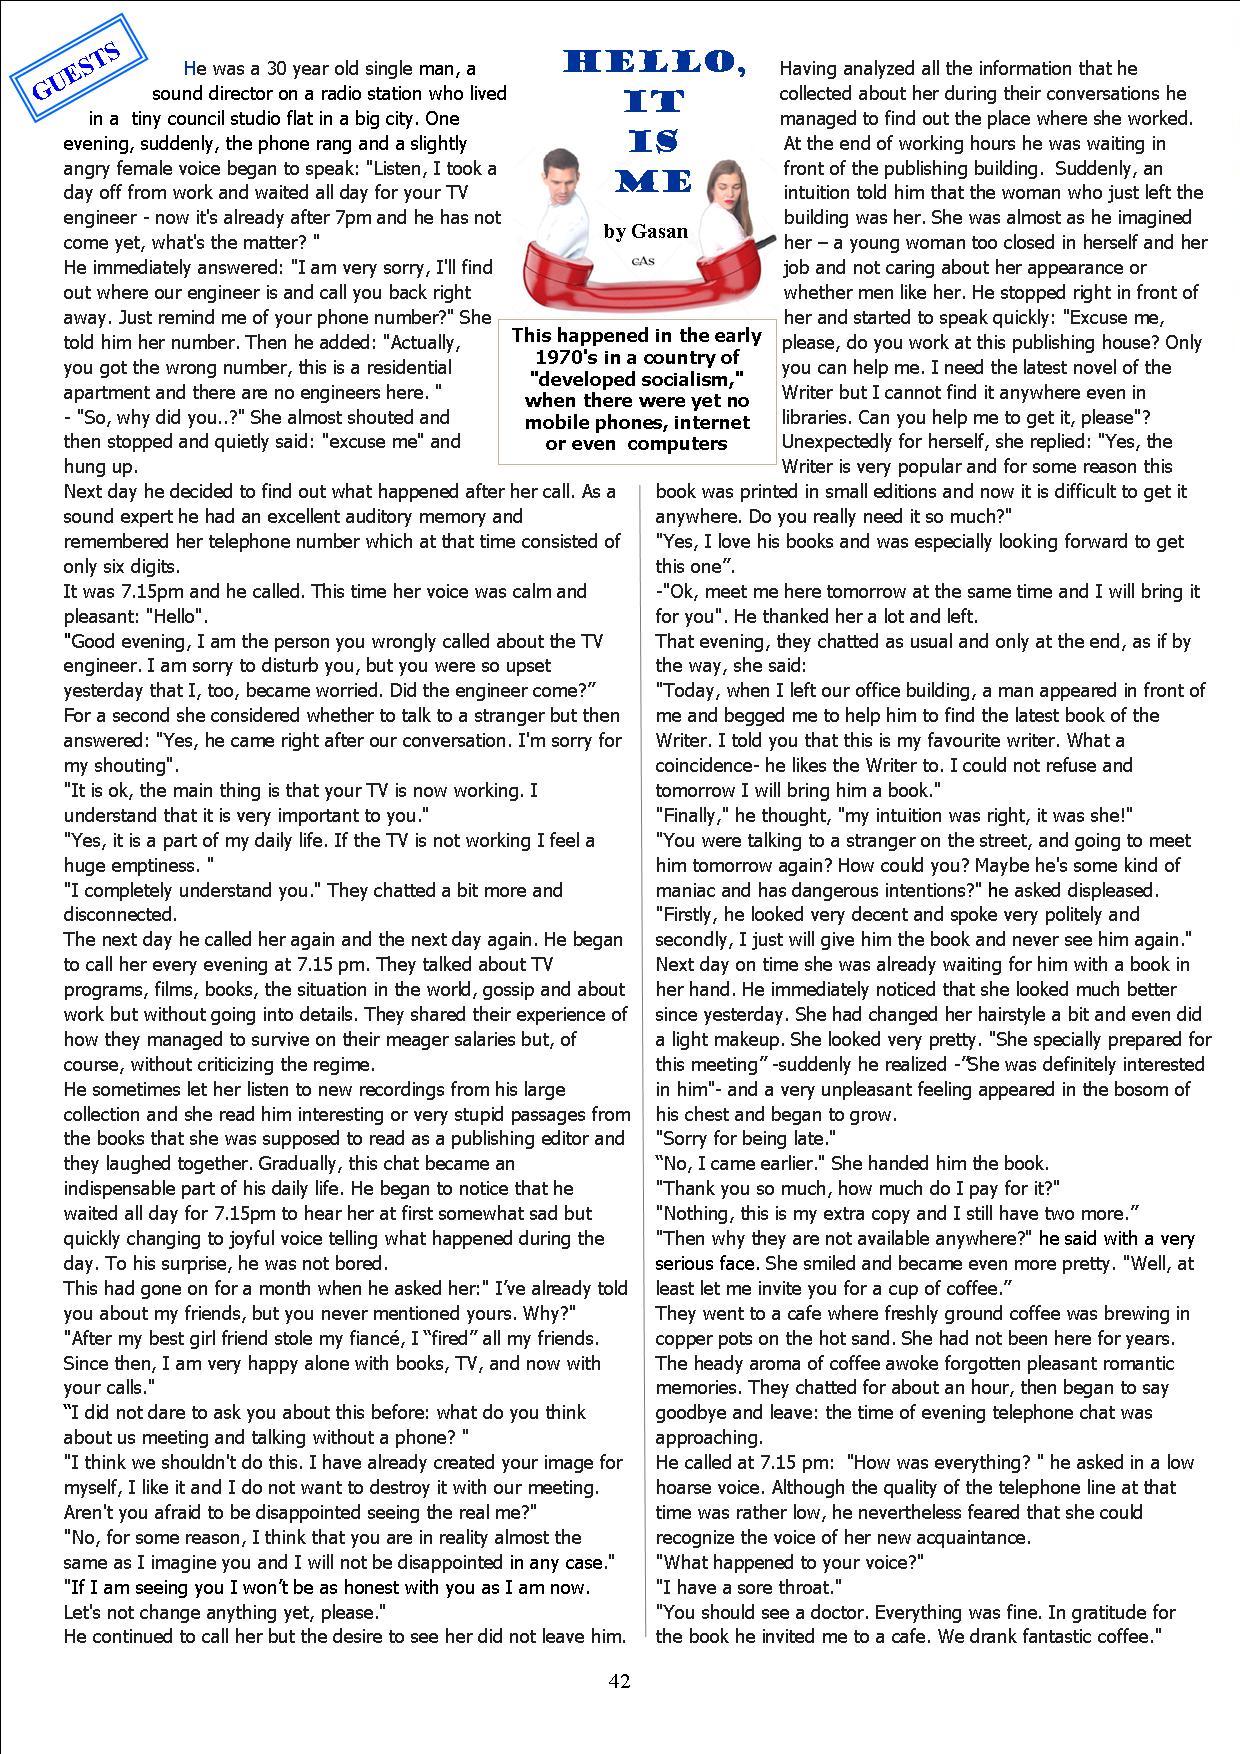 GUESTS
HELLO,
IT
IS
ME
by Gasan
GAS
This happened in the early
1970's in a country of
"developed socialism,"
when there were yet no
mobile phones, internet
or even computers
He was a 30 year old single man, a
sound director on a radio station who lived
in a tiny council studio flat in a big city. One
evening, suddenly, the phone rang and a slightly
angry female voice began to speak: "Listen, I took a
day off from work and waited all day for your TV
engineer - now it's already after 7pm and he has not
come yet, what's the matter? "
He immediately answered: "I am very sorry, I'll find
out where our engineer is and call you back right
away. Just remind me of your phone number?" She
told him her number. Then he added: "Actually,
you got the wrong number, this is a residential
apartment and there are no engineers here. "
- "So, why did you..?" She almost shouted and
then stopped and quietly said: "excuse me" and
hung up.
Next day he decided to find out what happened after her call. As a
sound expert he had an excellent auditory memory and
remembered her telephone number which at that time consisted of
only six digits.
It was 7.15pm and he called. This time her voice was calm and
pleasant: "Hello".
"Good evening, I am the person you wrongly called about the TV
engineer. I am sorry to disturb you, but you were so upset
yesterday that I, too, became worried. Did the engineer come?”
For a second she considered whether to talk to a stranger but then
answered: "Yes, he came right after our conversation. I'm sorry for
my shouting".
"It is ok, the main thing is that your TV is now working. I
understand that it is very important to you."
"Yes, it is a part of my daily life. If the TV is not working I feel a
huge emptiness. "
"I completely understand you." They chatted a bit more and
disconnected.
The next day he called her again and the next day again. He began
to call her every evening at 7.15 pm. They talked about TV
programs, films, books, the situation in the world, gossip and about
work but without going into details. They shared their experience of
how they managed to survive on their meager salaries but, of
course, without criticizing the regime.
He sometimes let her listen to new recordings from his large
collection and she read him interesting or very stupid passages from
the books that she was supposed to read as a publishing editor and
they laughed together. Gradually, this chat became an
indispensable part of his daily life. He began to notice that he
waited all day for 7.15pm to hear her at first somewhat sad but
quickly changing to joyful voice telling what happened during the
day. To his surprise, he was not bored.
This had gone on for a month when he asked her:" I’ve already told
you about my friends, but you never mentioned yours. Why?"
"After my best girl friend stole my fiancé, I “fired” all my friends.
Since then, I am very happy alone with books, TV, and now with
your calls."
“I did not dare to ask you about this before: what do you think
about us meeting and talking without a phone? "
"I think we shouldn't do this. I have already created your image for
myself, I like it and I do not want to destroy it with our meeting.
Aren't you afraid to be disappointed seeing the real me?"
"No, for some reason, I think that you are in reality almost the
same as I imagine you and I will not be disappointed in any case."
"If I am seeing you I won’t be as honest with you as I am now.
Let's not change anything yet, please."
He continued to call her but the desire to see her did not leave him.
Having analyzed all the information that he
collected about her during their conversations he
managed to find out the place where she worked.
At the end of working hours he was waiting in
front of the publishing building. Suddenly, an
intuition told him that the woman who just left the
building was her. She was almost as he imagined
her – a young woman too closed in herself and her
job and not caring about her appearance or
whether men like her. He stopped right in front of
her and started to speak quickly: "Excuse me,
please, do you work at this publishing house? Only
you can help me. I need the latest novel of the
Writer but I cannot find it anywhere even in
libraries. Can you help me to get it, please"?
Unexpectedly for herself, she replied: "Yes, the
Writer is very popular and for some reason this
book was printed in small editions and now it is difficult to get it
anywhere. Do you really need it so much?"
"Yes, I love his books and was especially looking forward to get
this one”.
-"Ok, meet me here tomorrow at the same time and I will bring it
for you". He thanked her a lot and left.
That evening, they chatted as usual and only at the end, as if by
the way, she said:
"Today, when I left our office building, a man appeared in front of
me and begged me to help him to find the latest book of the
Writer. I told you that this is my favourite writer. What a
coincidence- he likes the Writer to. I could not refuse and
tomorrow I will bring him a book."
"Finally," he thought, "my intuition was right, it was she!"
"You were talking to a stranger on the street, and going to meet
him tomorrow again? How could you? Maybe he's some kind of
maniac and has dangerous intentions?" he asked displeased.
"Firstly, he looked very decent and spoke very politely and
secondly, I just will give him the book and never see him again."
Next day on time she was already waiting for him with a book in
her hand. He immediately noticed that she looked much better
since yesterday. She had changed her hairstyle a bit and even did
a light makeup. She looked very pretty. "She specially prepared for
this meeting” -suddenly he realized -”She was definitely interested
in him"- and a very unpleasant feeling appeared in the bosom of
his chest and began to grow.
"Sorry for being late."
“No, I came earlier." She handed him the book.
"Thank you so much, how much do I pay for it?"
"Nothing, this is my extra copy and I still have two more.”
"Then why they are not available anywhere?" he said with a very
serious face. She smiled and became even more pretty. "Well, at
least let me invite you for a cup of coffee.”
They went to a cafe where freshly ground coffee was brewing in
copper pots on the hot sand. She had not been here for years.
The heady aroma of coffee awoke forgotten pleasant romantic
memories. They chatted for about an hour, then began to say
goodbye and leave: the time of evening telephone chat was
approaching.
He called at 7.15 pm: "How was everything? " he asked in a low
hoarse voice. Although the quality of the telephone line at that
time was rather low, he nevertheless feared that she could
recognize the voice of her new acquaintance.
"What happened to your voice?"
"I have a sore throat."
"You should see a doctor. Everything was fine. In gratitude for
the book he invited me to a cafe. We drank fantastic coffee."
42